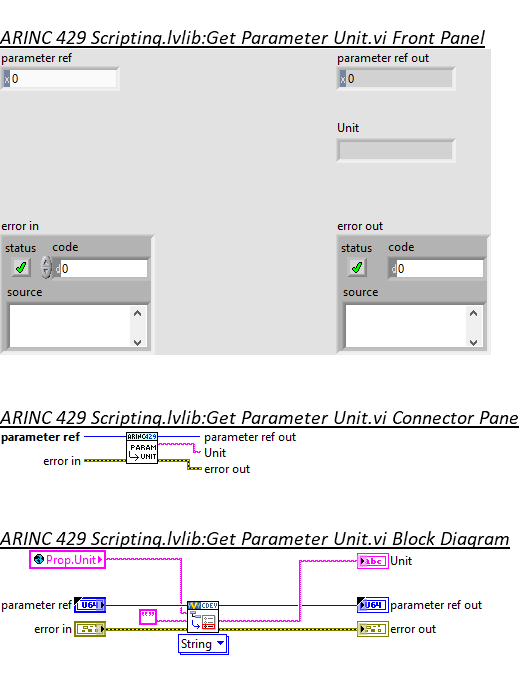 ARINC 429 Scripting.lvlib:Get Parameter Unit.vi Front Panel
parameter ref
parameter ref out
x 0
x 0
Unit
error in
error out
status code
status code
d 0
d 0
source
source
ARINC 429 Scripting.lvlib:Get Parameter Unit.vi Connector Pane
parameter ref
ARINC429
parameter ref out
PARAM
Unit
UNIT
error in
error out
ARINC 429 Scripting.lvlib:Get Parameter Unit.vi Block Diagram
Prop.Unit
abc
Unit
parameter ref
U64
CDEV
U64
parameter ref out
""
error in
error out
String